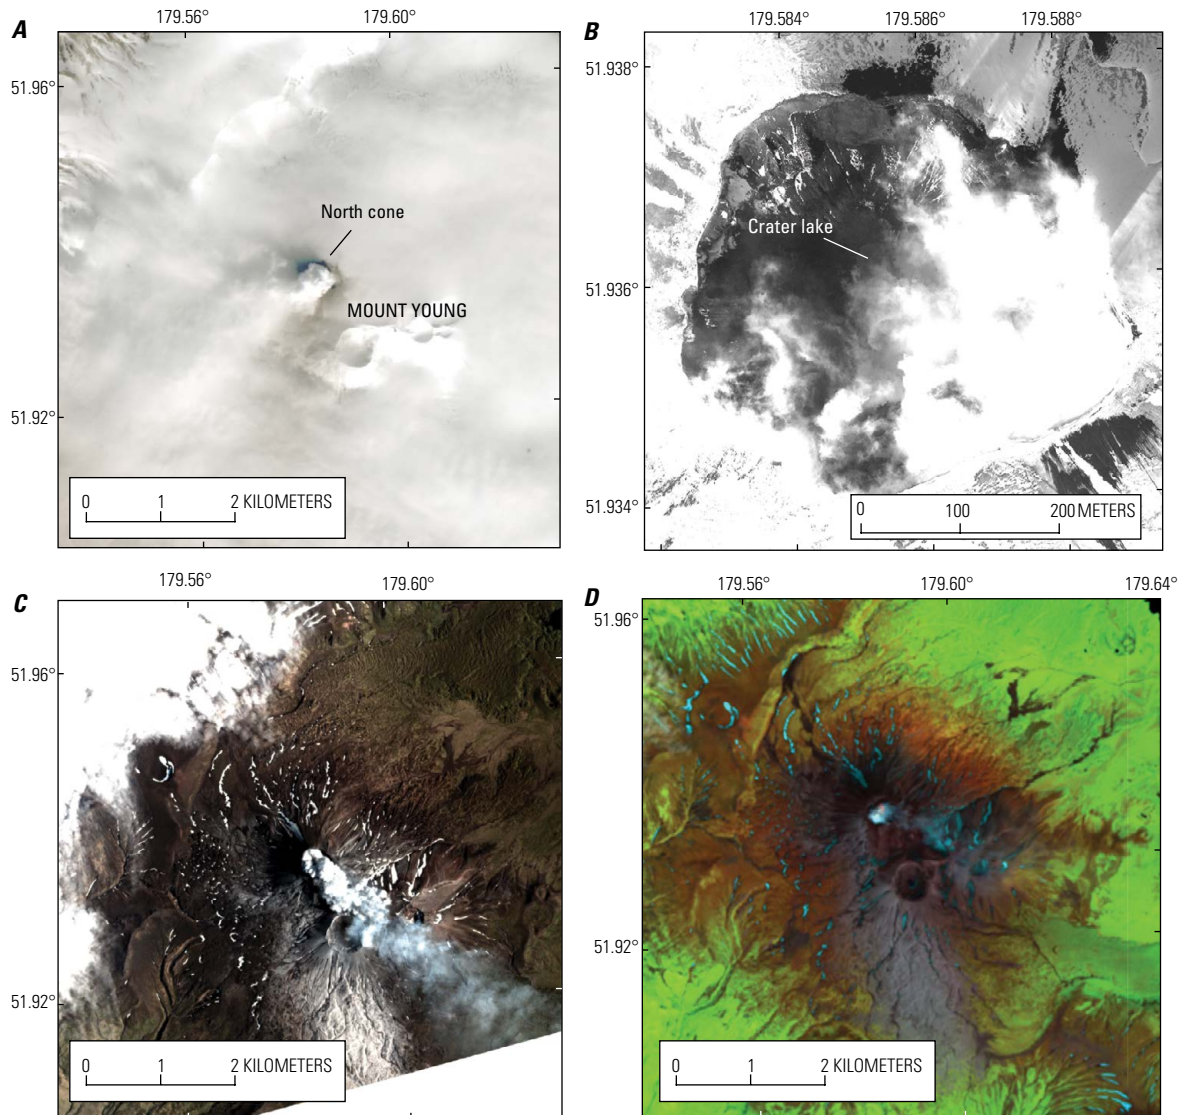 A
179.56°
179.60°
51.96°
North cone
MOUNT YOUNG
51.92°
0 1 2 KILOMETERS
B
179.584°
179.586°
179.588°
51.938°
Crater lake
51.936°
51.934°
0 100 200 METERS
C
179.56°
179.60°
51.96°
51.92°
0 1 2 KILOMETERS
D
179.56°
179.60°
179.64°
51.96°
51.92°
0 1 2 KILOMETERS